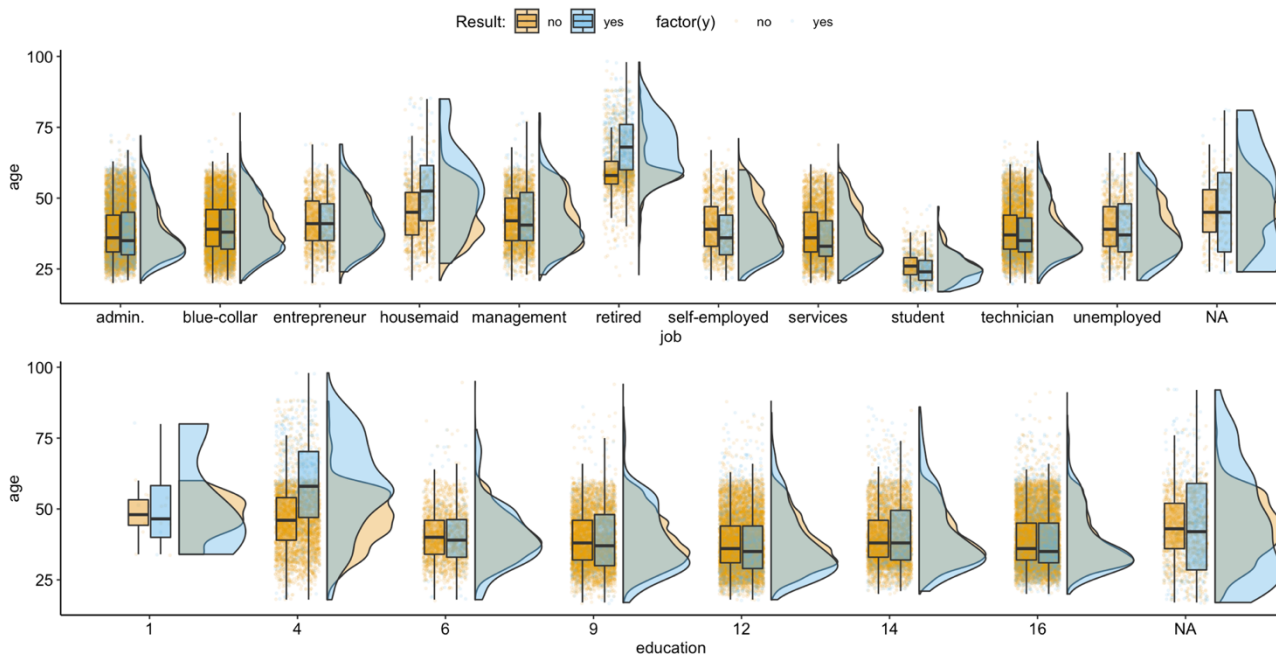 Result: no yes factor(y) no yes
100
75
50
25
age
admin. blue-collar entrepreneur housemaid management retired self-employed services student technician unemployed NA
job
100
75
50
25
age
1 4 6 9 12 14 16 NA
education